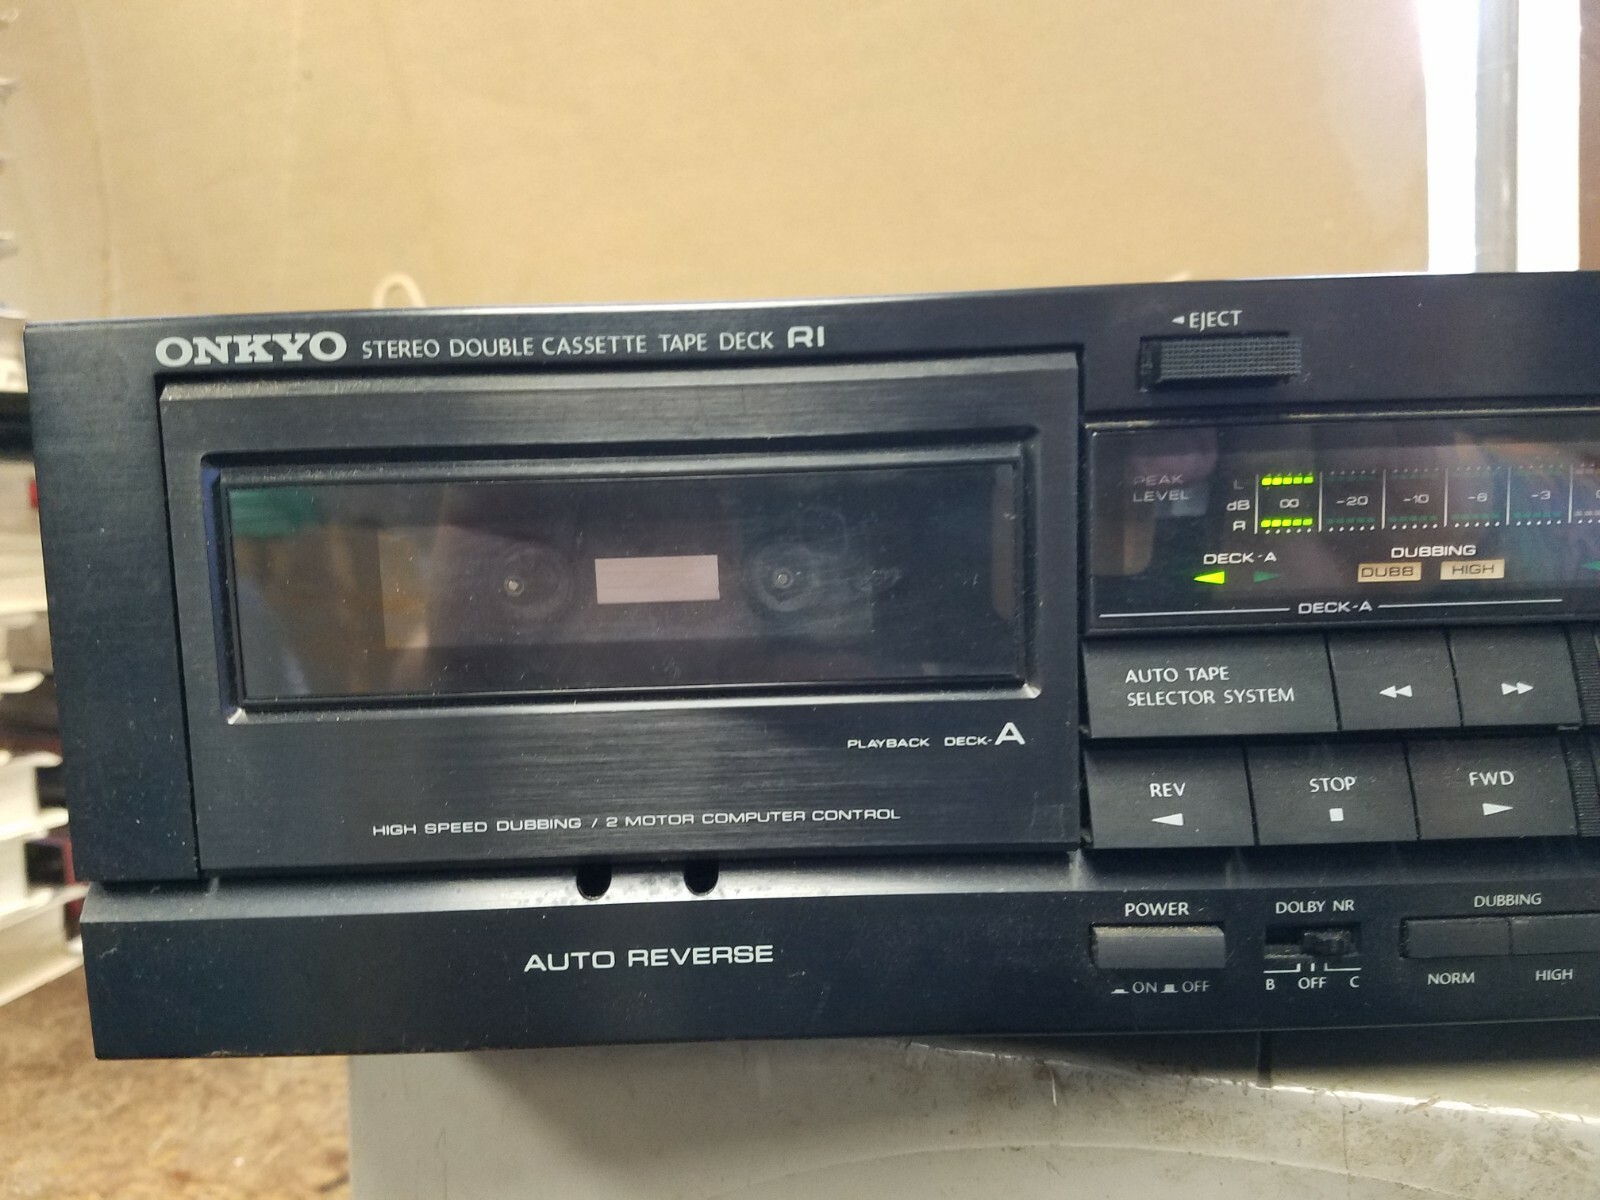 ONKYO STEREO DOUBLE CASSETTE TAPE DECK RI
◄EJECT
PEAK
LEVEL
L
dB ∞ -20 -10 -6 -3
R
DECK-A
DUBBING
DUBB HIGH
DECK-A
AUTO TAPE
SELECTOR SYSTEM
PLAYBACK DECK-A
REV STOP FWD
HIGH SPEED DUBBING / 2 MOTOR COMPUTER CONTROL
AUTO REVERSE
POWER
ON OFF
DOLBY NR
B OFF C
DUBBING
NORM HIGH